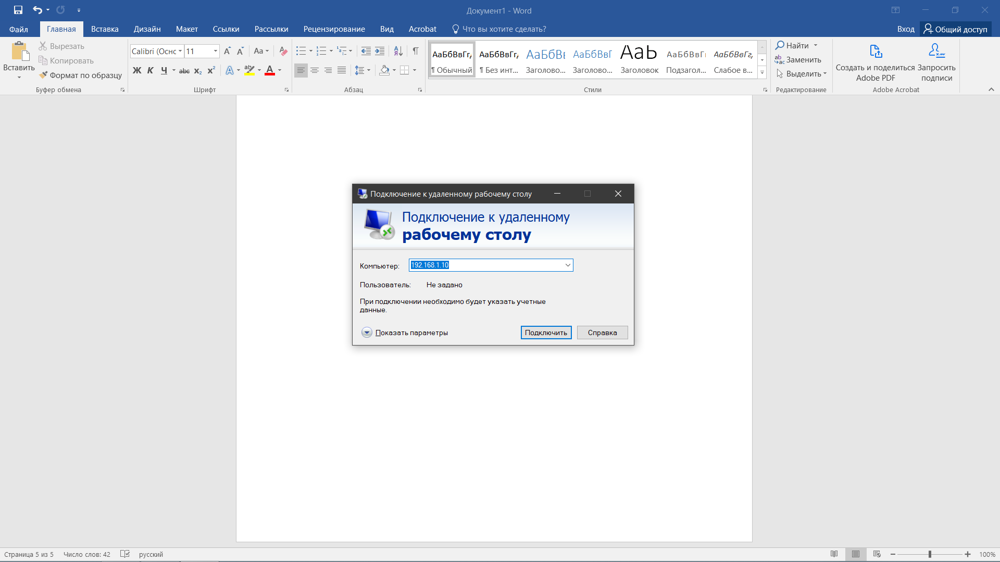 Документ1 - Word
Файл Главная Вставка Дизайн Макет Ссылки Рассылки Рецензирование Вид Acrobat Что вы хотите сделать? Вход Общий доступ
Вставить
Вырезать
Копировать
Формат по образцу
Буфер обмена
Calibri (Оснс 11
Aa
Ж К Ч abc x₂ x²
A ab A
Шрифт
Абзац
АаБбВвГг, АаБбВвГг, АаБбВв АаБбВвГ АаЬ АаБбВвГ АаБбВвГг,
¶ Обычный ¶ Без инт... Заголово... Заголово... Заголовок Подзагол... Слабое в...
Стили
Найти
Заменить
Выделить
Редактирование
Создать и поделиться
Adobe PDF
Запросить
подписи
Adobe Acrobat
Подключение к удаленному рабочему столу
Подключение к удаленному
рабочему столу
Компьютер: 192.168.1.10
Пользователь: Не задано
При подключении необходимо будет указать учетные
данные.
Показать параметры
Подключить
Справка
Страница 5 из 5 Число слов: 42 русский 100%